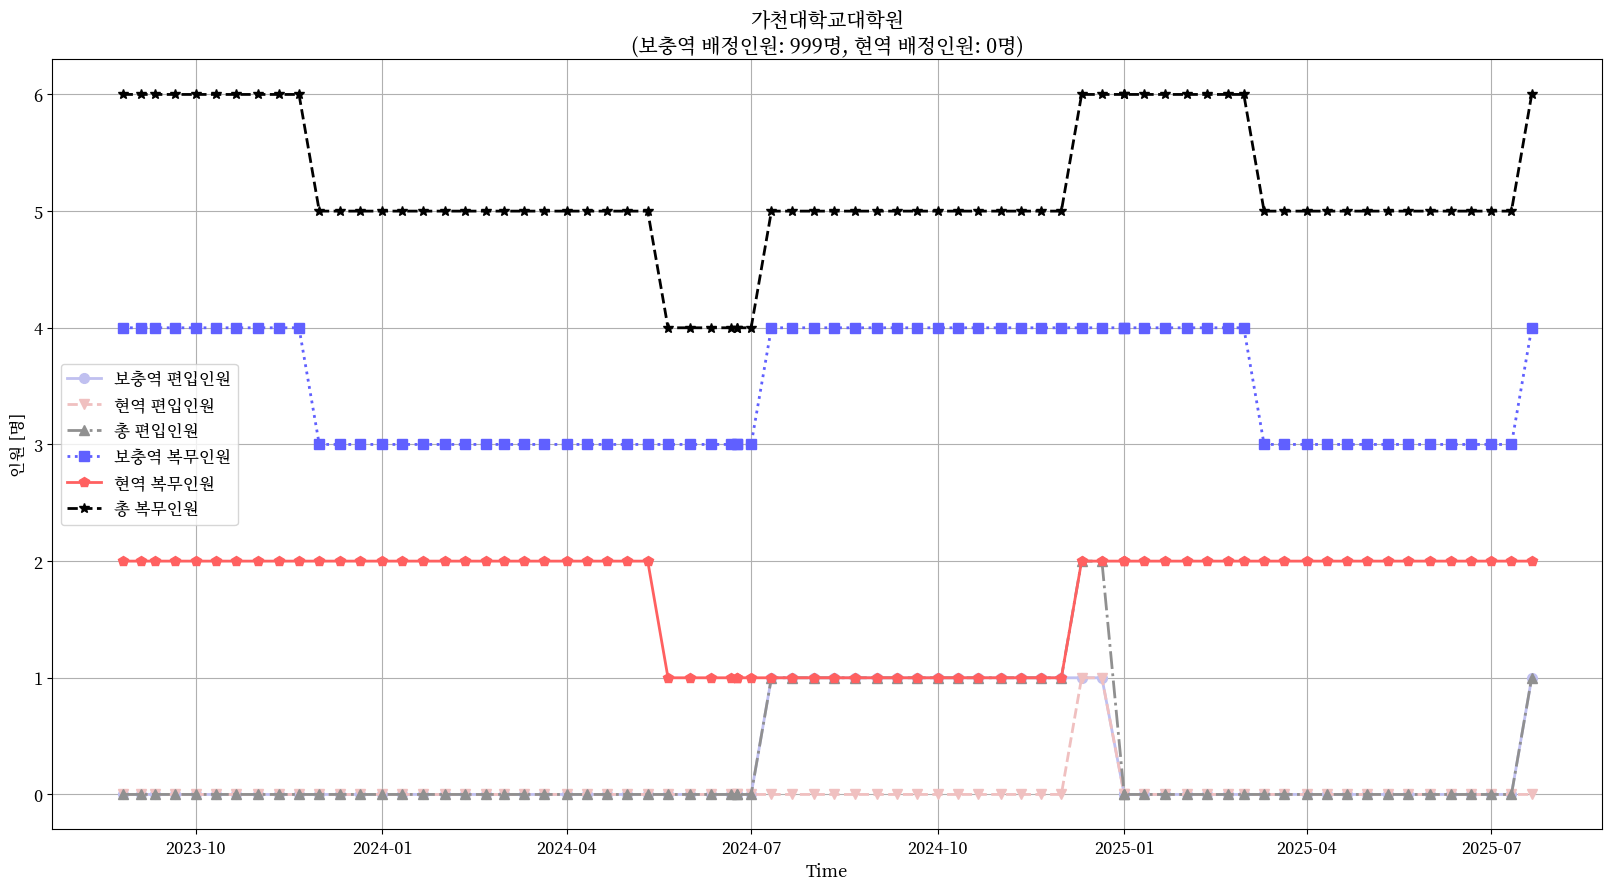 가천대학교대학원
(보충역 배정인원: 999명, 현역 배정인원: 0명)
6
5
4
3
2
1
0
인원 [명]
보충역 편입인원
현역 편입인원
총 편입인원
보충역 복무인원
현역 복무인원
총 복무인원
2023-10
2024-01
2024-04
2024-07
2024-10
2025-01
2025-04
2025-07
Time